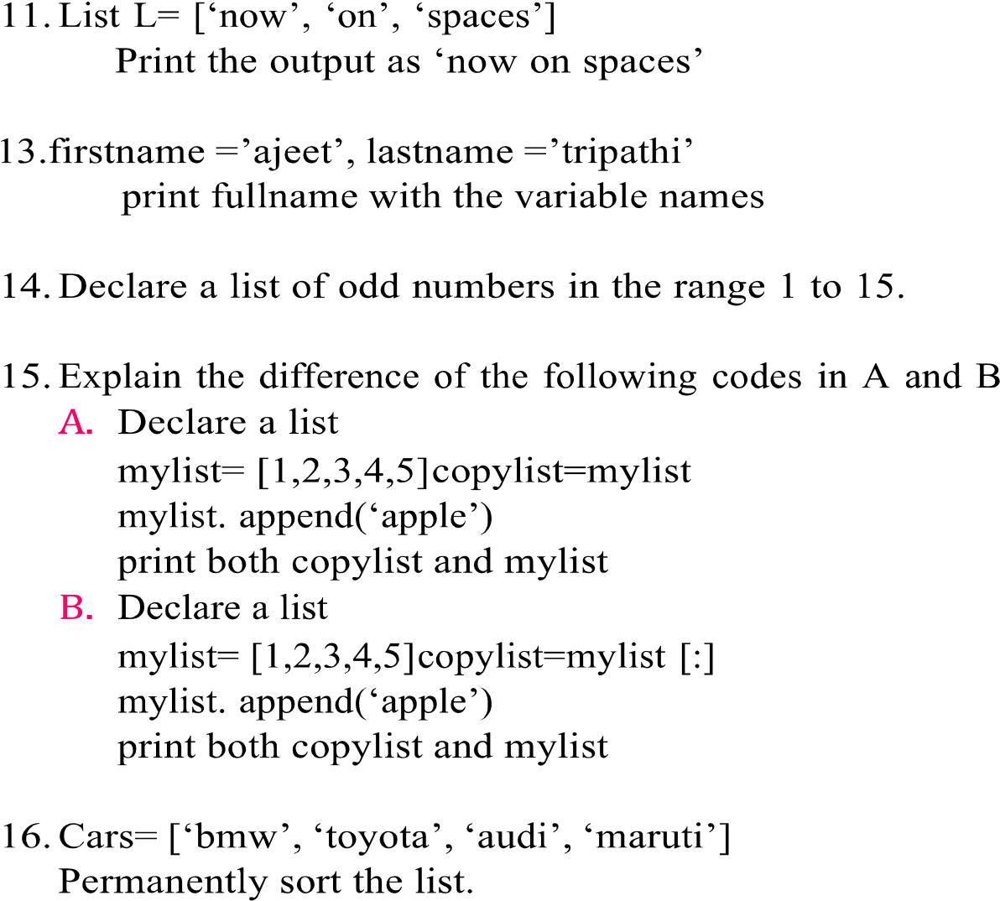 11. List L= [‘now’, ‘on’, ‘spaces’]
Print the output as ‘now on spaces’
13.firstname =’ajeet’, lastname =’tripathi’
print fullname with the variable names
14. Declare a list of odd numbers in the range 1 to 15.
15. Explain the difference of the following codes in A and B
A. Declare a list
mylist= [1,2,3,4,5]copylist=mylist
mylist. append(‘apple’)
print both copylist and mylist
B. Declare a list
mylist= [1,2,3,4,5]copylist=mylist [:]
mylist. append(‘apple’)
print both copylist and mylist
16. Cars= [‘bmw’, ‘toyota’, ‘audi’, ‘maruti’]
Permanently sort the list.